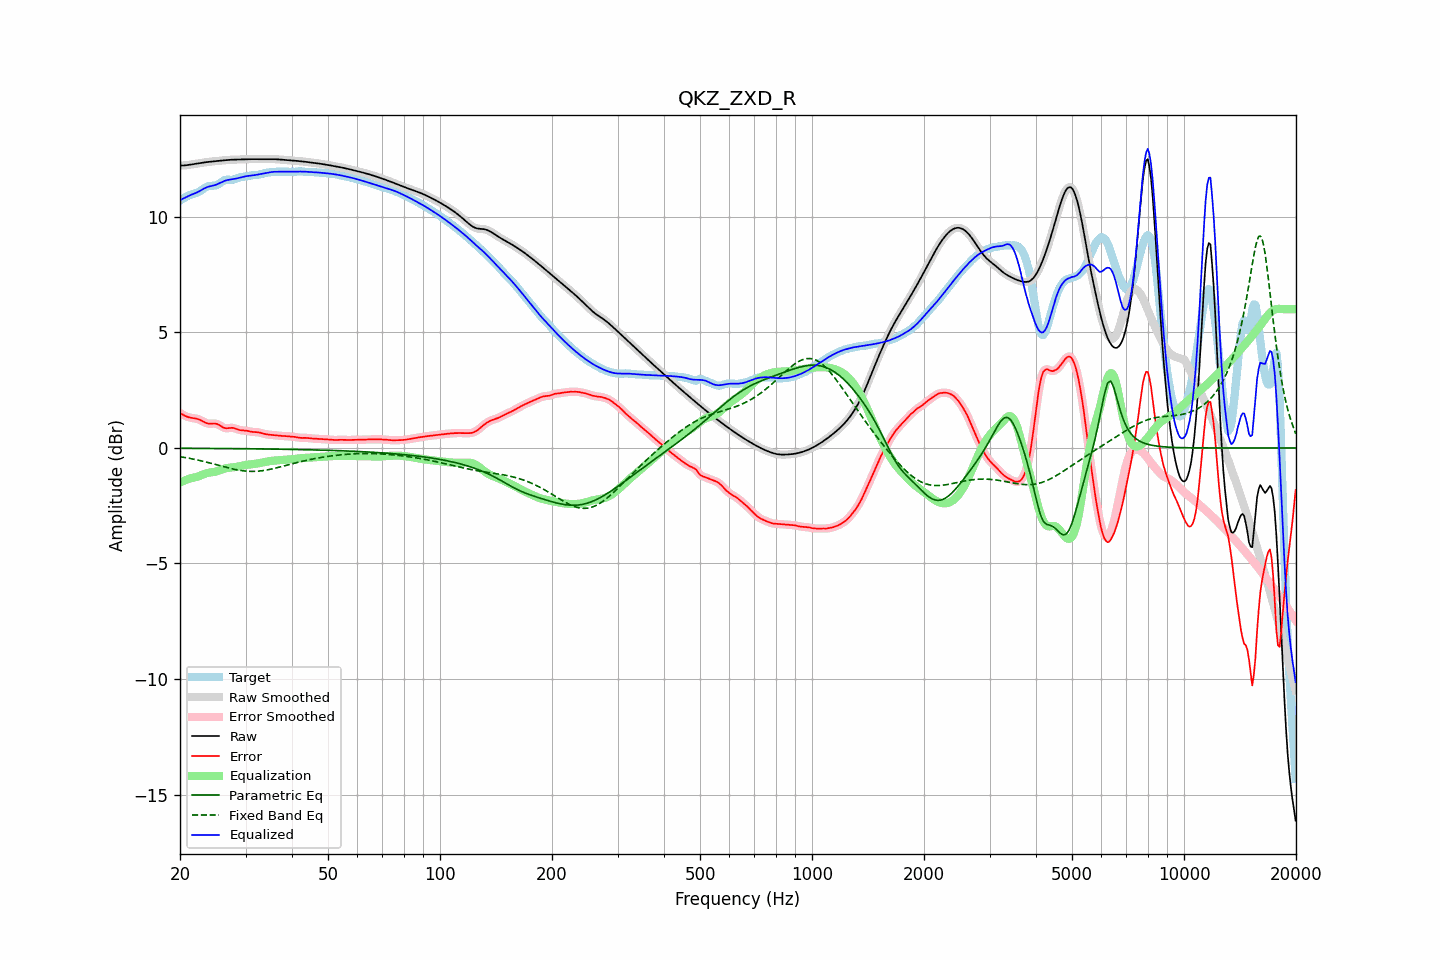 QKZ_ZXD_R
Amplitude (dBr)
10
5
0
−5
−10
−15
Target
Raw Smoothed
Error Smoothed
Raw
Error
Equalization
Parametric Eq
Fixed Band Eq
Equalized
20 50 100 200 500 1000 2000 5000 10000 20000
Frequency (Hz)